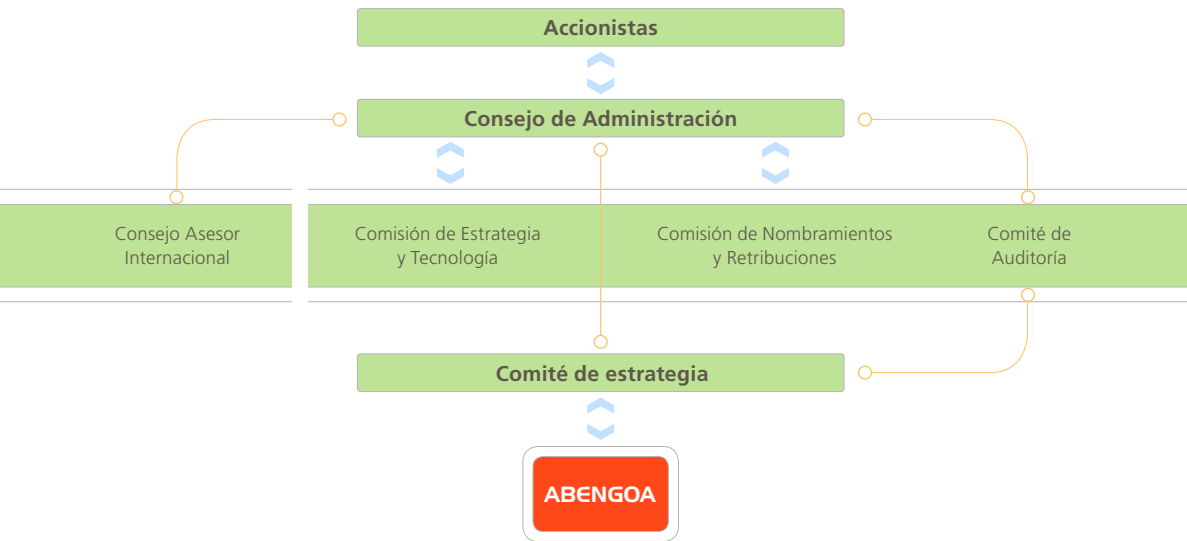 Accionistas
Consejo de Administración
Consejo Asesor
Internacional
Comisión de Estrategia
y Tecnología
Comisión de Nombramientos
y Retribuciones
Comité de
Auditoría
Comité de estrategia
ABENGOA